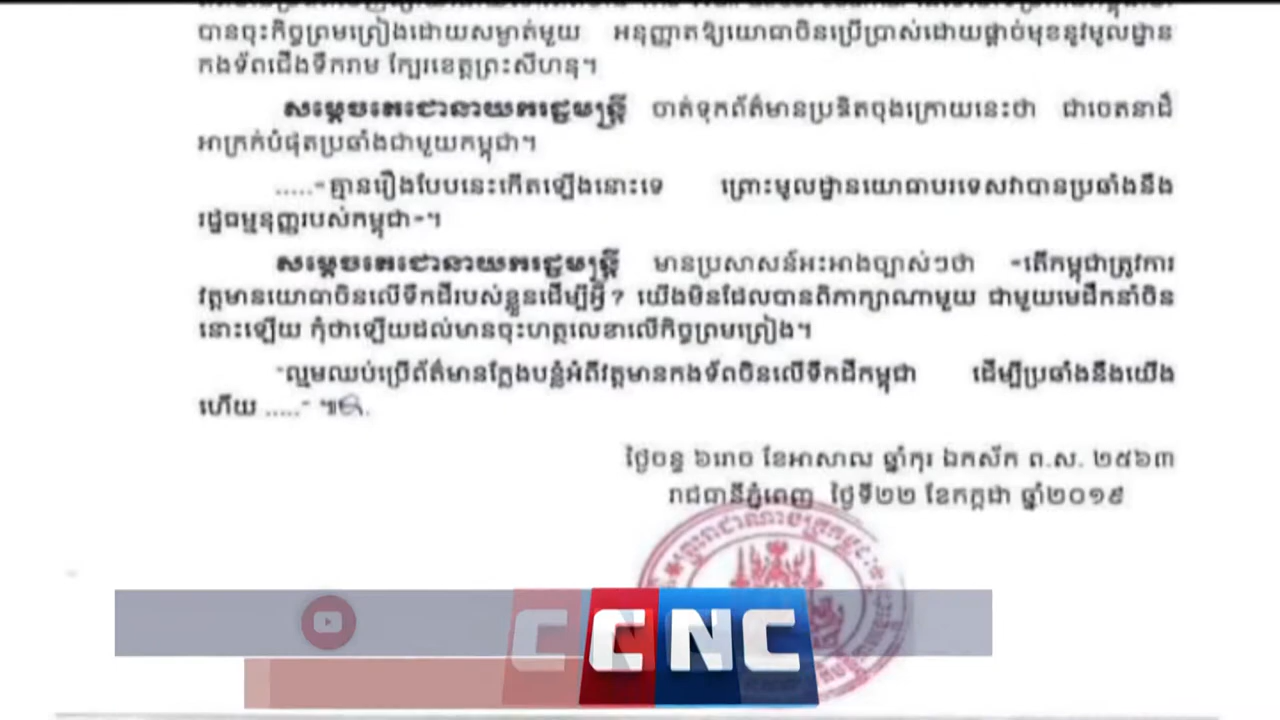 បានចុះកិច្ចព្រមព្រៀងដោយសម្ងាត់មួយ អនុញ្ញាតឱ្យយោធាចិនប្រើប្រាស់ដោយផ្តាច់មុខនូវមូលដ្ឋាន
កងទ័ពជើងទឹករាម ក្បែរខេត្តព្រះសីហនុ។
សម្តេចតេជោនាយករដ្ឋមន្ត្រី ចាត់ទុកព័ត៌មានប្រឌិតចុងក្រោយនេះថា ជាចេតនាដ៏
អាក្រក់បំផុតប្រឆាំងជាមួយកម្ពុជា។
.....-គ្មានរឿងបែបនេះកើតឡើងនោះទេ ព្រោះមូលដ្ឋានយោធាបរទេសវាបានប្រឆាំងនឹង
រដ្ឋធម្មនុញ្ញរបស់កម្ពុជា-។
សម្តេចតេជោនាយករដ្ឋមន្ត្រី មានប្រសាសន៍អះអាងច្បាស់ៗថា -តើកម្ពុជាត្រូវការ
វត្តមានយោធាចិនលើទឹកដីរបស់ខ្លួនដើម្បីអ្វី? យើងមិនដែលបានពិភាក្សាណាមួយ ជាមួយមេដឹកនាំចិន
នោះឡើយ កុំថាឡើយដល់មានចុះហត្ថលេខាលើកិច្ចព្រមព្រៀង។
-ល្មមឈប់ប្រើព័ត៌មានក្លែងបន្លំអំពីវត្តមានកងទ័ពចិនលើទឹកដីកម្ពុជា ដើម្បីប្រឆាំងនឹងយើង
ហើយ .....- ៕
ថ្ងៃចន្ទ ៦រោច ខែអាសាឍ ឆ្នាំកុរ ឯកស័ក ព.ស. ២៥៦៣
រាជធានីភ្នំពេញ ថ្ងៃទី២២ ខែកក្កដា ឆ្នាំ២០១៩
CCNC